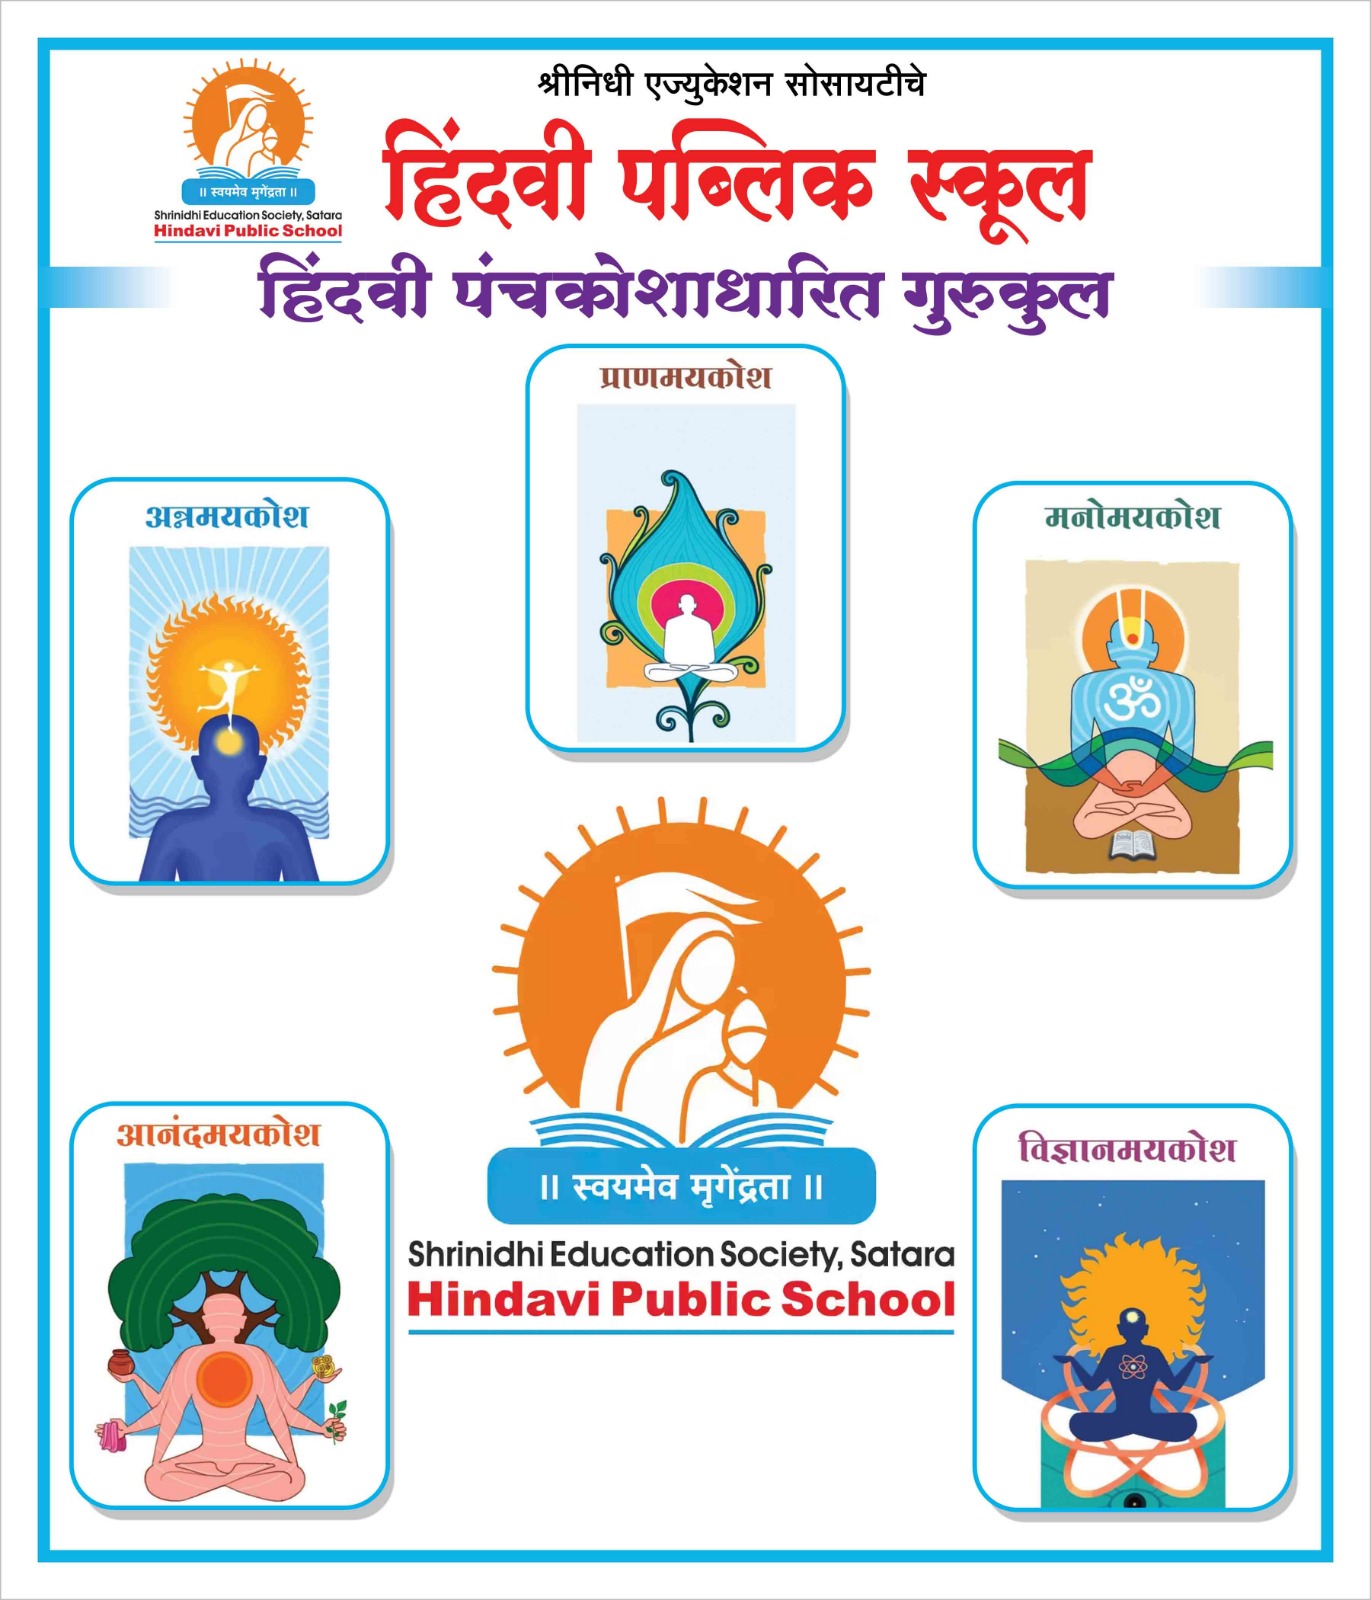 श्रीनिधी एज्युकेशन सोसायटीचे
हिंदवी पब्लिक स्कूल
॥ स्वयमेव मृगेंद्रता ॥
Shrinidhi Education Society, Satara
Hindavi Public School
हिंदवी पंचकोशाधारित गुरुकुल
प्राणमयकोश
अन्नमयकोश
मनोमयकोश
ॐ
॥ स्वयमेव मृगेंद्रता ॥
Shrinidhi Education Society, Satara
Hindavi Public School
आनंदमयकोश
विज्ञानमयकोश